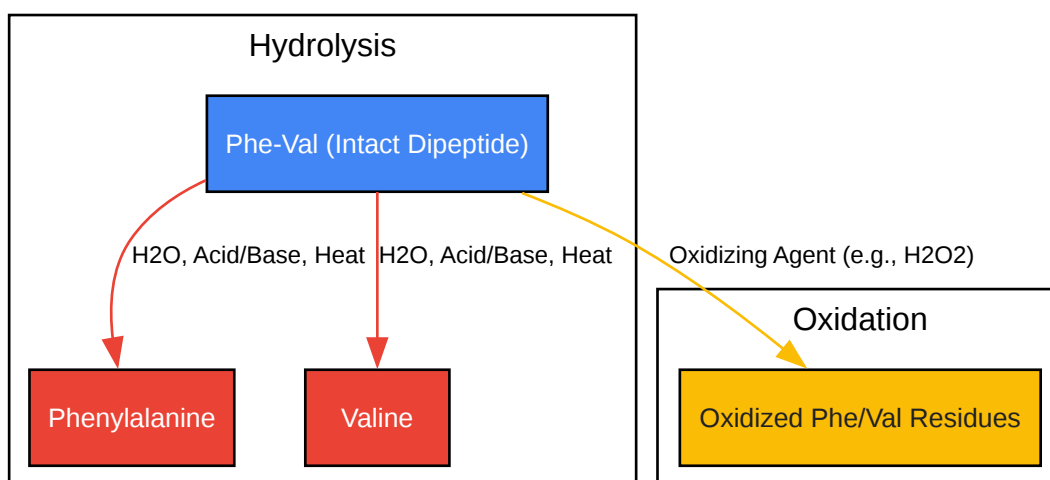 Hydrolysis
Phe-Val (Intact Dipeptide)
H2O, Acid/Base, Heat
H2O, Acid/Base, Heat
Oxidizing Agent (e.g., H2O2)
Oxidation
Phenylalanine
Valine
Oxidized Phe/Val Residues